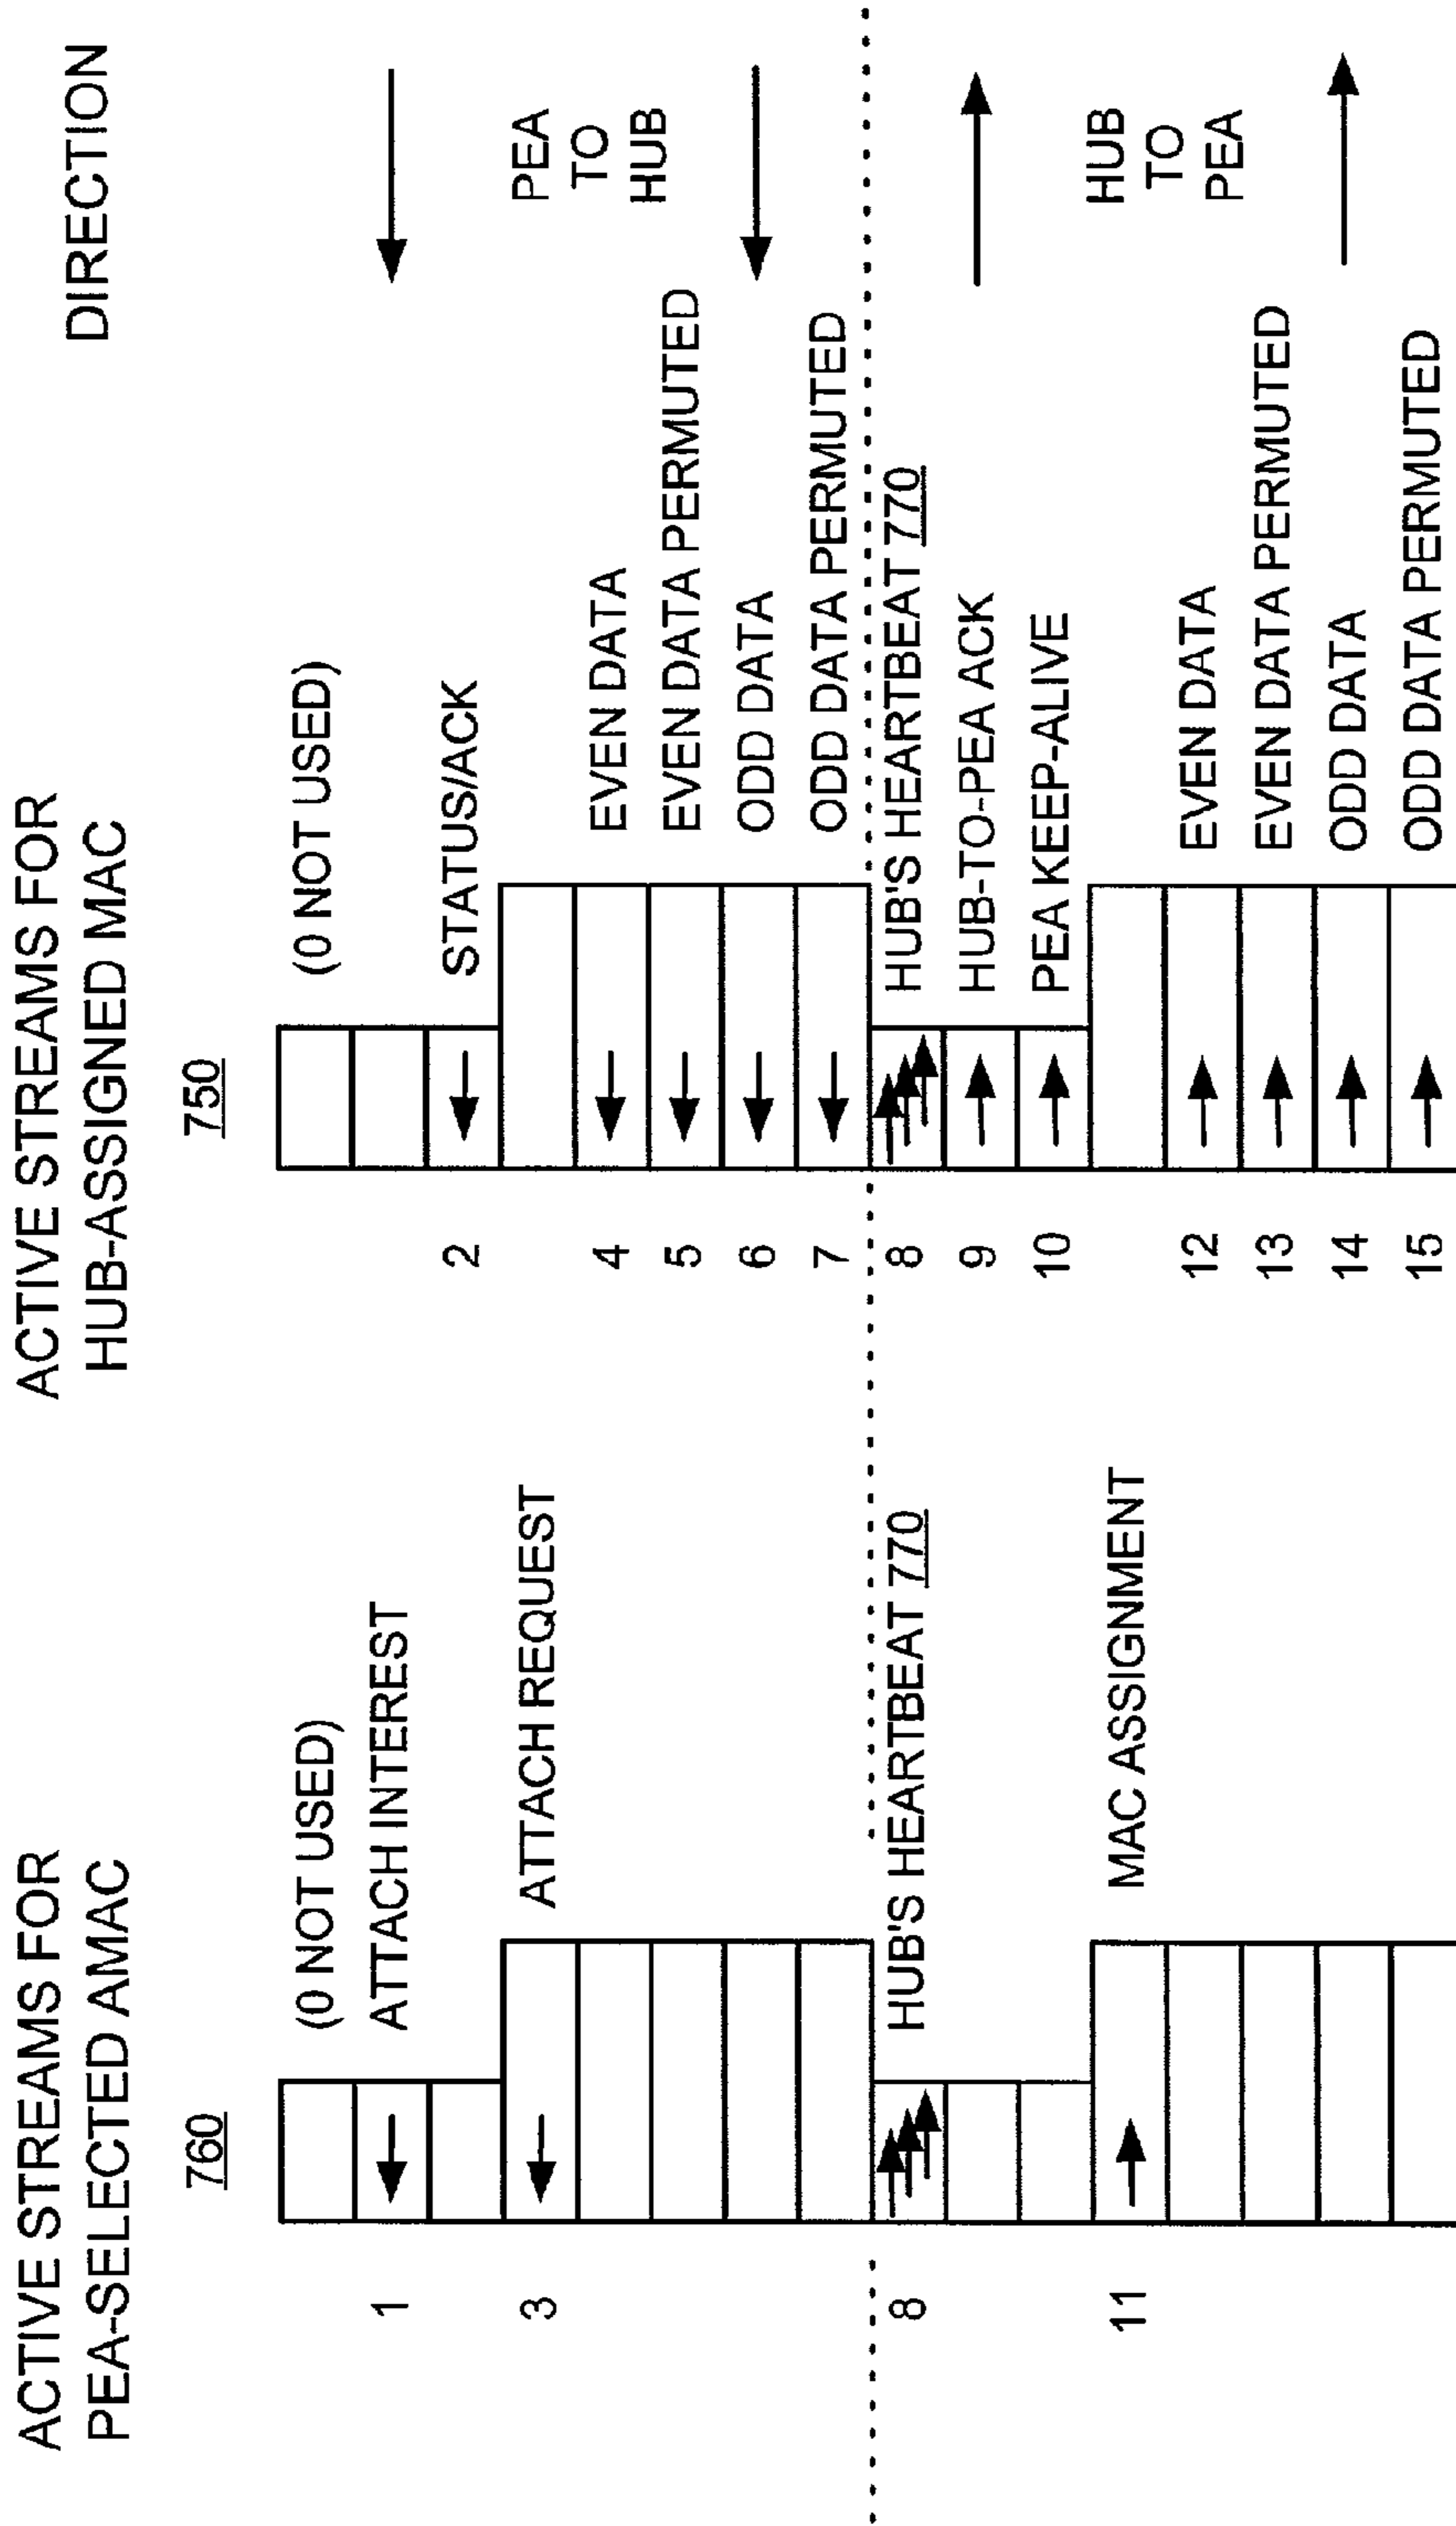 ACTIVE STREAMS FOR
PEA-SELECTED AMAC
760
(0 NOT USED)
1 ATTACH INTEREST
3 ATTACH REQUEST
8 HUB'S HEARTBEAT 770
11 MAC ASSIGNMENT
ACTIVE STREAMS FOR
HUB-ASSIGNED MAC
750
(0 NOT USED)
2 STATUS/ACK
4 EVEN DATA
5 EVEN DATA PERMUTED
6 ODD DATA
7 ODD DATA PERMUTED
8 HUB'S HEARTBEAT 770
9 HUB-TO-PEA ACK
10 PEA KEEP-ALIVE
12 EVEN DATA
13 EVEN DATA PERMUTED
14 ODD DATA
15 ODD DATA PERMUTED
DIRECTION
PEA
TO
HUB
HUB
TO
PEA